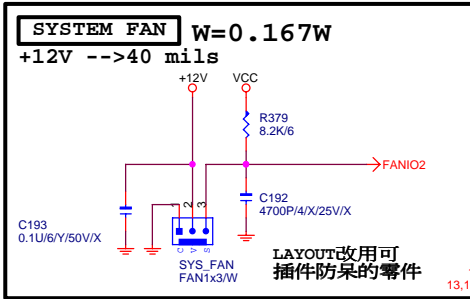 SYSTEM FAN W=0.167W
+12V -->40 mils
+12V VCC
R379
8.2K/6
FANIO2
C193
0.1U/6/Y/50V/X
1 2 3
C V S
C192
4700P/4/X/25V/X
SYS_FAN
FAN1x3/W
LAYOUT改用可
插件防呆的零件
13,1